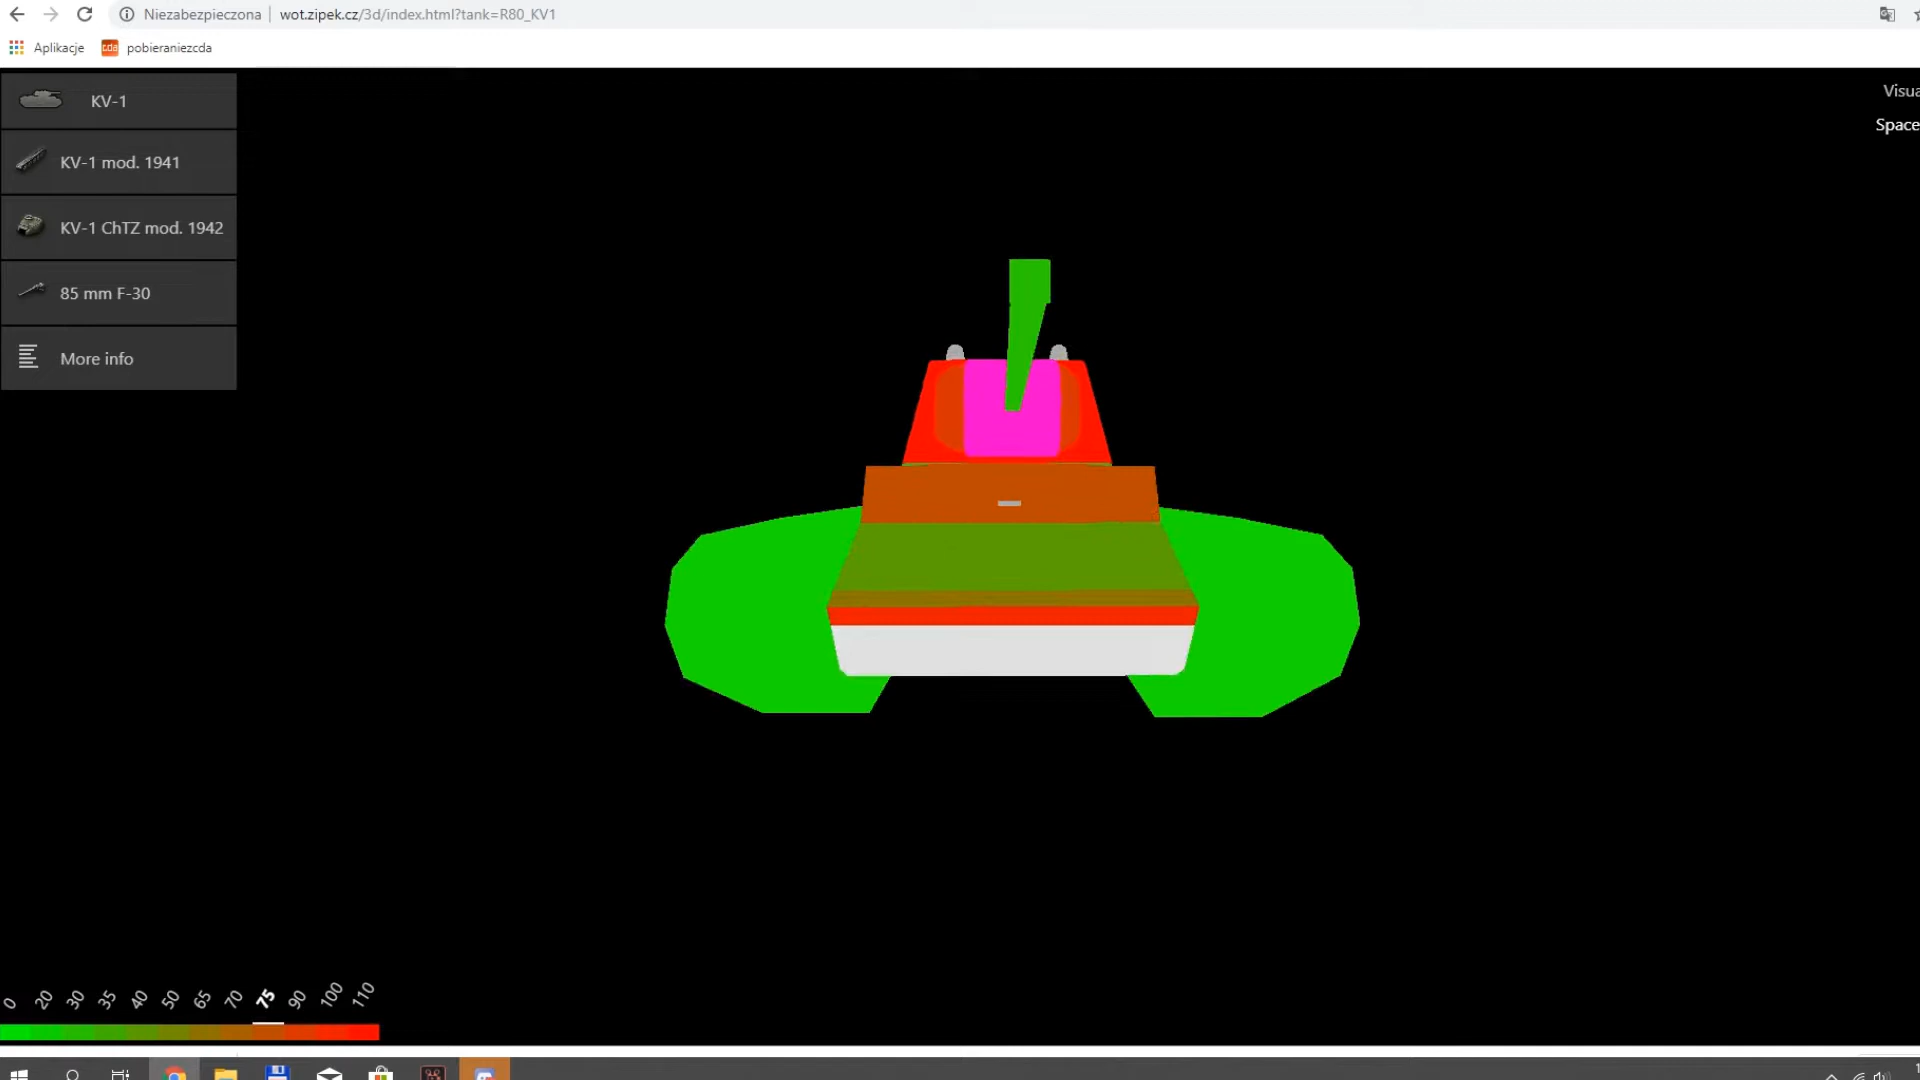 Niezabezpieczona | wot.zipek.cz/3d/index.html?tank=R80_KV1
Aplikacje cda pobieraniezcda
KV-1
KV-1 mod. 1941
KV-1 ChTZ mod. 1942
85 mm F-30
More info
Visua
Space
0 20 30 35 40 50 65 70 75 90 100 110